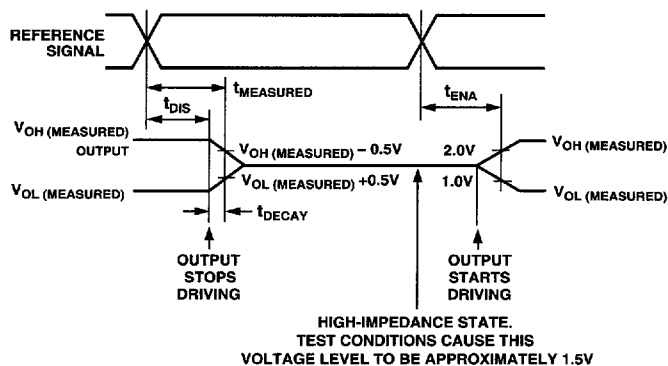 REFERENCE
SIGNAL
tMEASURED
tDIS
tENA
VOH (MEASURED)
OUTPUT
VOH (MEASURED) – 0.5V
2.0V
VOH (MEASURED)
VOL (MEASURED)
VOL (MEASURED) +0.5V
1.0V
VOL (MEASURED)
tDECAY
OUTPUT
STOPS
DRIVING
OUTPUT
STARTS
DRIVING
HIGH-IMPEDANCE STATE.
TEST CONDITIONS CAUSE THIS
VOLTAGE LEVEL TO BE APPROXIMATELY 1.5V